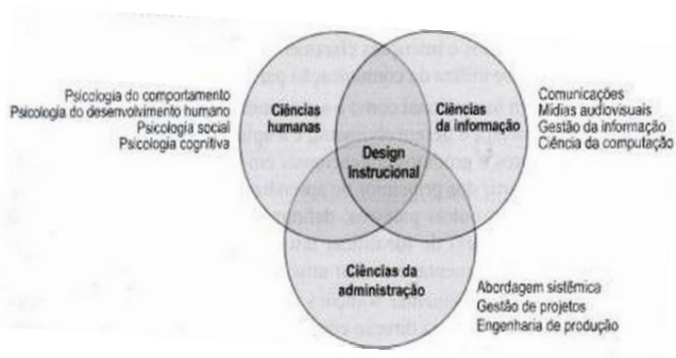 Psicologia do comportamento
Psicologia do desenvolvimento humano
Psicologia social
Psicologia cognitiva
Ciências
humanas
Ciências
da informação
Comunicações
Mídias audiovisuais
Gestão da informação
Ciência da computação
Design
Instrucional
Ciências da
administração
Abordagem sistêmica
Gestão de projetos
Engenharia de produção